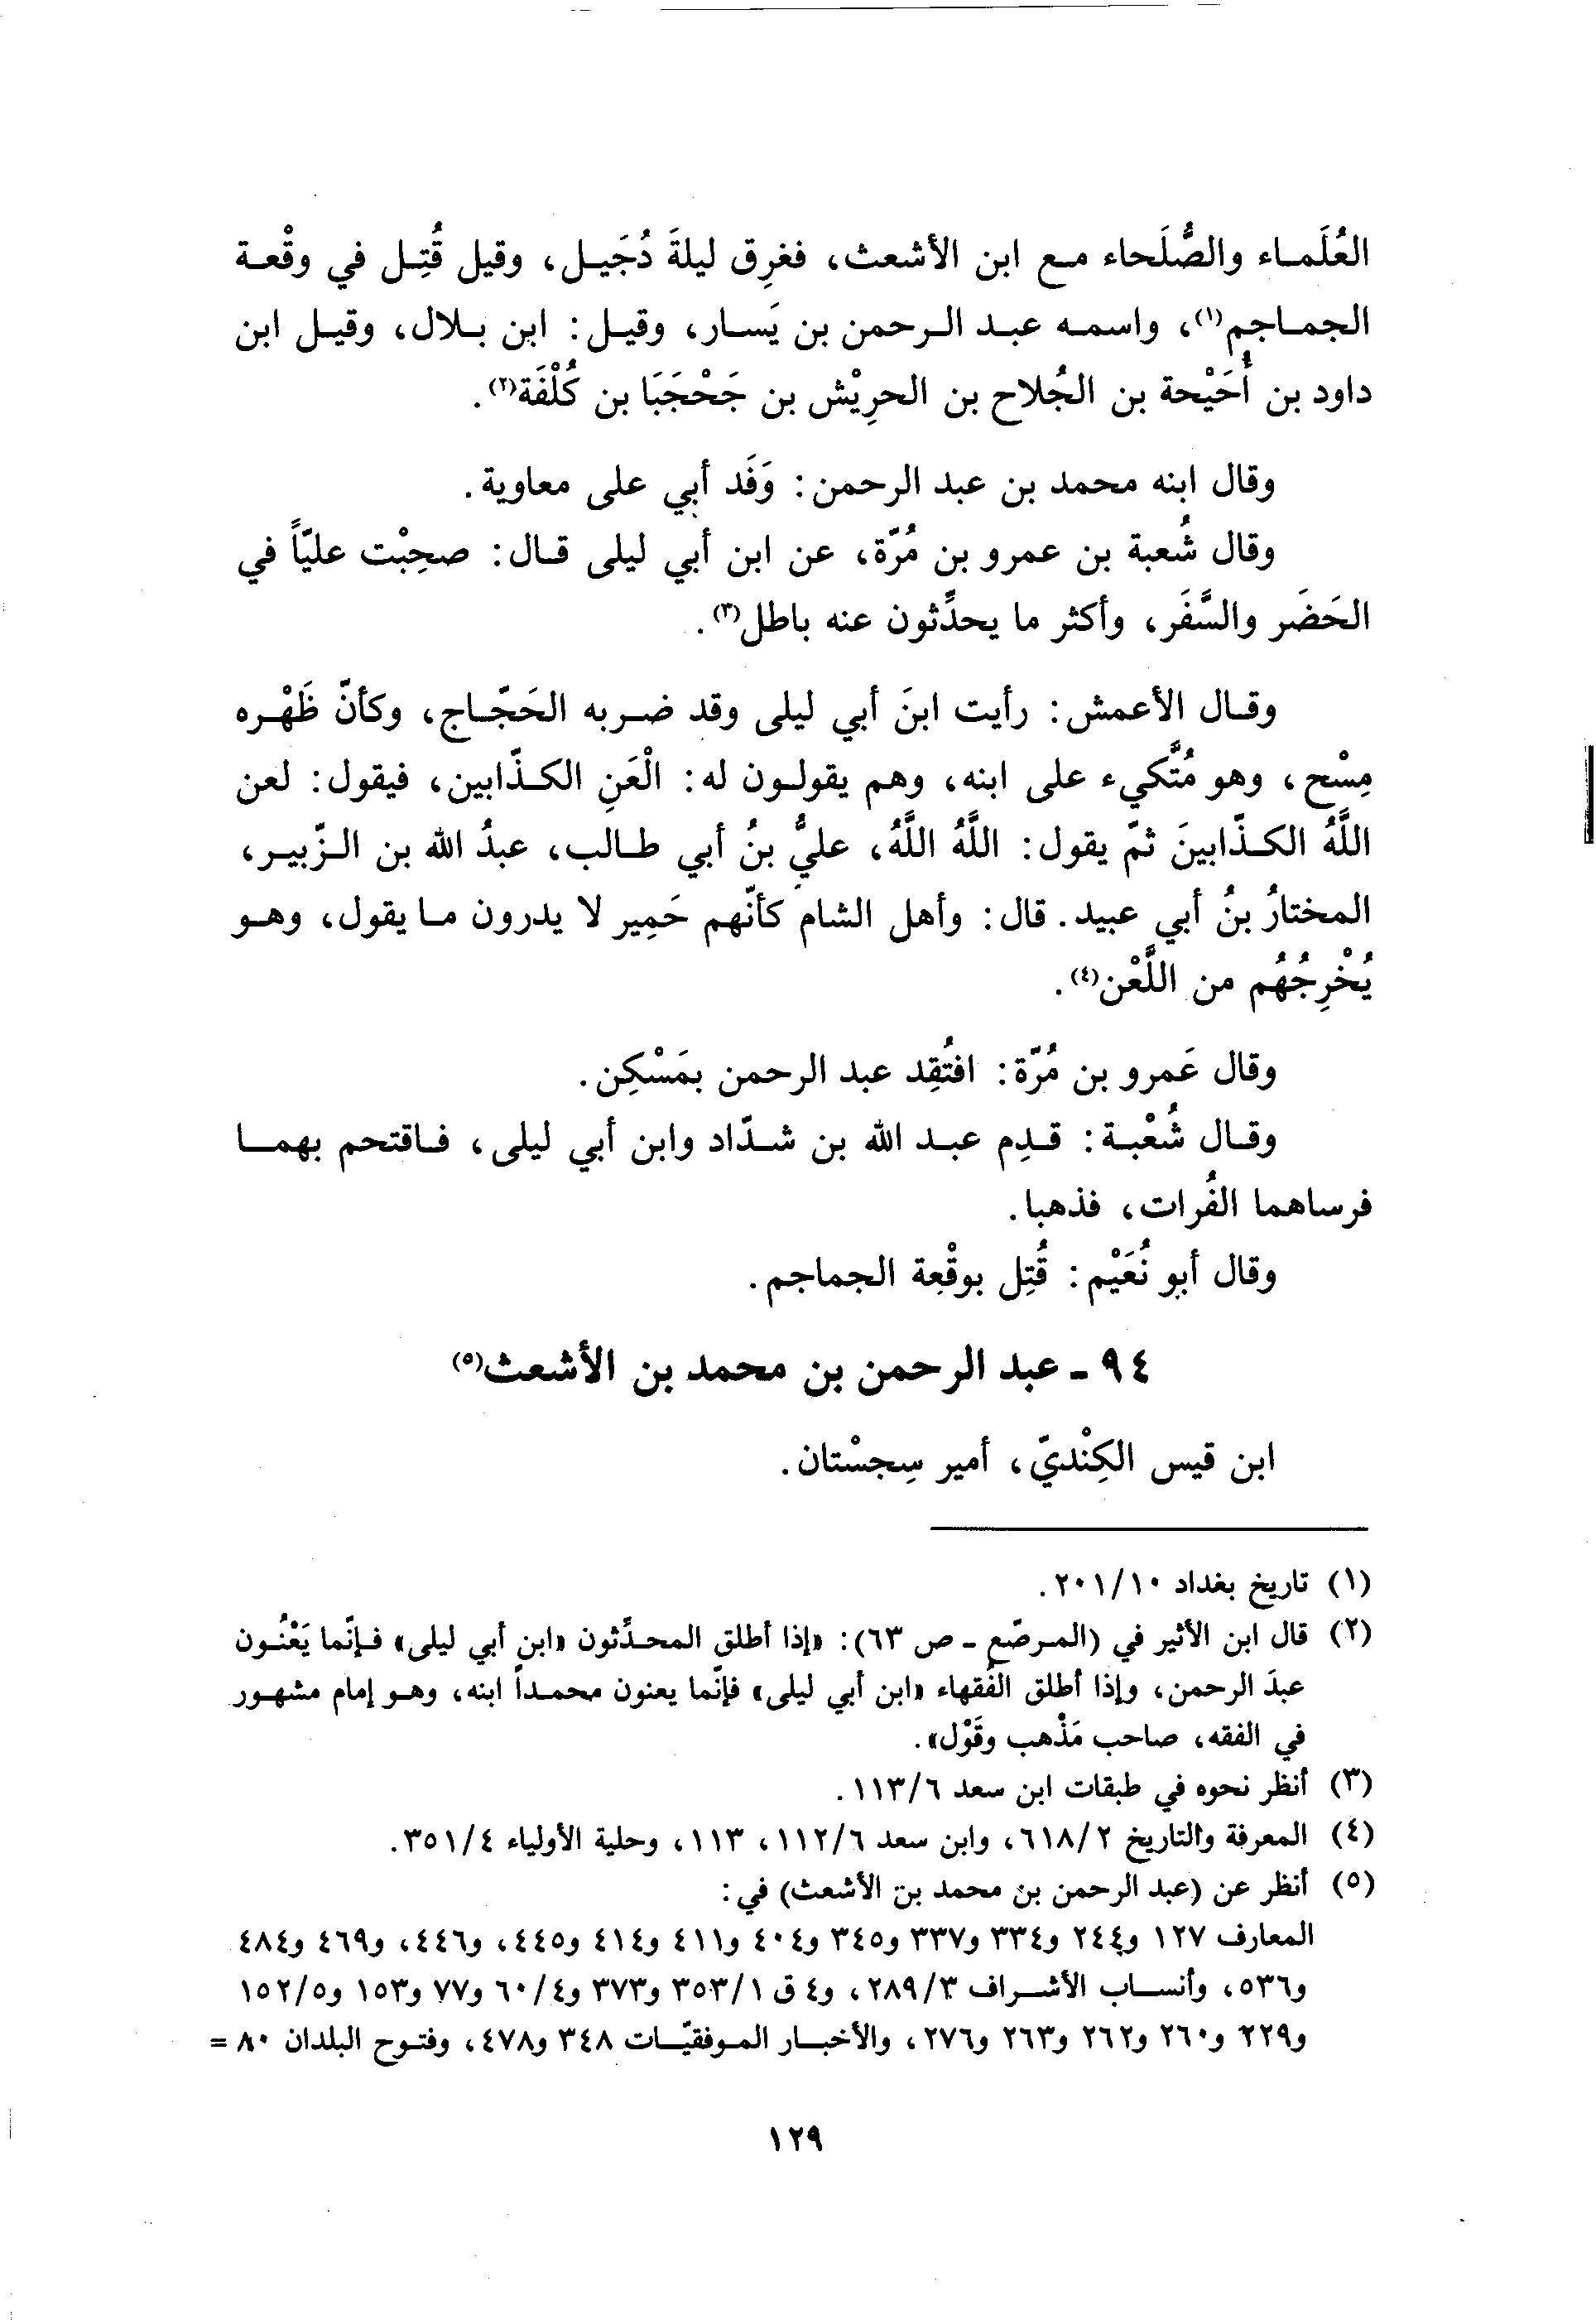 العُلَماء والصُّلَحاء مع ابن الأشعث، فغرِق ليلةَ دُجَيل، وقيل قُتِل في وقْعة
الجماجم(١)، واسمه عبد الرحمن بن يَسار، وقيل: ابن بلال، وقيل ابن
داود بن أُحَيْحة بن الجُلاح بن الحرِيْش بن جَحْجَبَا بن كُلْفَة(٢).
وقال ابنه محمد بن عبد الرحمن: وَفَد أبي على معاوية.
وقال شُعبة بن عمرو بن مُرّة، عن ابن أبي ليلى قال: صحِبْت عليّاً في
الحَضَر والسَّفَر، وأكثر ما يحدِّثون عنه باطل(٣).
وقال الأعمش: رأيت ابنَ أبي ليلى وقد ضربه الحَجّاج، وكأنّ ظَهْره
مِسْح، وهو مُتَّكيء على ابنه، وهم يقولون له: الْعَنِ الكذّابين، فيقول: لعن
اللَّهُ الكذّابينَ ثمّ يقول: اللَّهُ اللَّهُ، عليُّ بنُ أبي طالب، عبدُ الله بن الزّبير،
المختارُ بنُ أبي عبيد. قال: وأهل الشام كأنّهم حَمِير لا يدرون ما يقول، وهو
يُخْرِجُهُم من اللَّعْن(٤).
وقال عَمرو بن مُرّة: افتُقِد عبد الرحمن بمَسْكِن.
وقال شُعْبة: قدِم عبد الله بن شدّاد وابن أبي ليلى، فاقتحم بهما
فرساهما الفُرات، فذهبا.
وقال أبو نُعَيْم: قُتِل بوقْعة الجماجم.
٩٤ - عبد الرحمن بن محمد بن الأشعث(٥)
ابن قيس الكِنْديّ، أمير سِجسْتان.
(١) تاريخ بغداد ٢٠١/١٠.
(٢) قال ابن الأثير في (المرصّع - ص ٦٣): «إذا أطلق المحدِّثون «ابن أبي ليلى» فإنّما يَعْنُون
عبدَ الرحمن، وإذا أطلق الفُقهاء «ابن أبي ليلى» فإنّما يعنون محمداً ابنه، وهو إمام مشهور
في الفقه، صاحب مَذْهب وقَوْل».
(٣) أنظر نحوه في طبقات ابن سعد ١١٣/٦.
(٤) المعرفة والتاريخ ٦١٨/٢، وابن سعد ١١٢/٦، ١١٣، وحلية الأولياء ٣٥١/٤.
(٥) أنظر عن (عبد الرحمن بن محمد بن الأشعث) في:
المعارف ١٢٧ و٢٤٤ و٣٣٤ و٣٣٧ و٣٤٥ و٤٠٤ و٤١١ و٤١٤ و٤٤٥، و٤٤٦، و٤٦٩ و٤٨٤
و٥٣٦، وأنساب الأشراف ٢٨٩/٣، و٤ ق ٣٥٣/١ و٣٧٣ و٦٠/٤ و٧٧ و١٥٣ و١٥٢/٥
و٢٢٩ و٢٦٠ و٢٦٢ و٢٦٣ و٢٧٦، والأخبار الموفقيّات ٣٤٨ و٤٧٨، وفتوح البلدان ٨٠ =
١٢٩